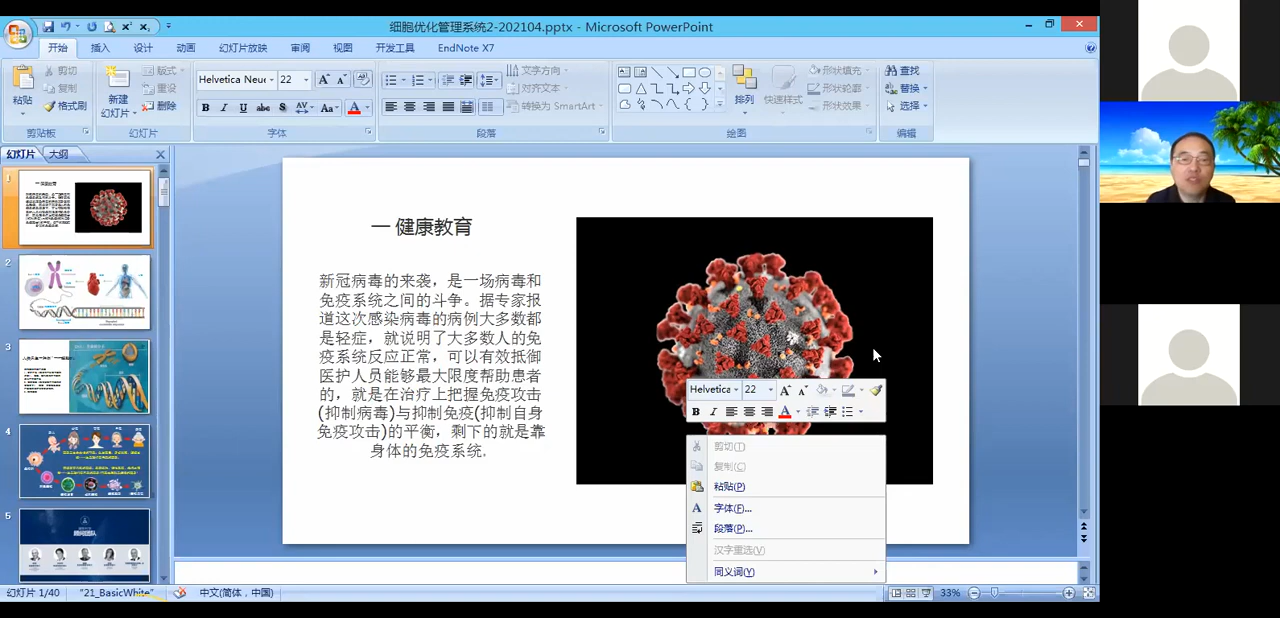 细胞优化管理系统2-202104.pptx - Microsoft PowerPoint
开始 插入 设计 动画 幻灯片放映 审阅 视图 开发工具 EndNote X7
粘贴 剪切 复制 格式刷 剪贴板
新建 幻灯片 版式 重设 删除 幻灯片
Helvetica Neu 22 字体
文字方向 对齐文本 转换为 SmartArt 段落
排列 快速样式 形状填充 形状轮廓 形状效果 绘图
查找 替换 选择 编辑
幻灯片 大纲
1
2
3
4
5
顾问团队
一 健康教育
新冠病毒的来袭，是一场病毒和
免疫系统之间的斗争。据专家报
道这次感染病毒的病例大多数都
是轻症，就说明了大多数人的免
疫系统反应正常，可以有效抵御
医护人员能够最大限度帮助患者
的，就是在治疗上把握免疫攻击
(抑制病毒)与抑制免疫(抑制自身
免疫攻击)的平衡，剩下的就是靠
身体的免疫系统.
Helvetica 22
剪切(T)
复制(C)
粘贴(P)
字体(F)...
段落(P)...
汉字重选(V)
同义词(Y)
幻灯片 1/40 "21_BasicWhite" 中文(简体，中国) 33%